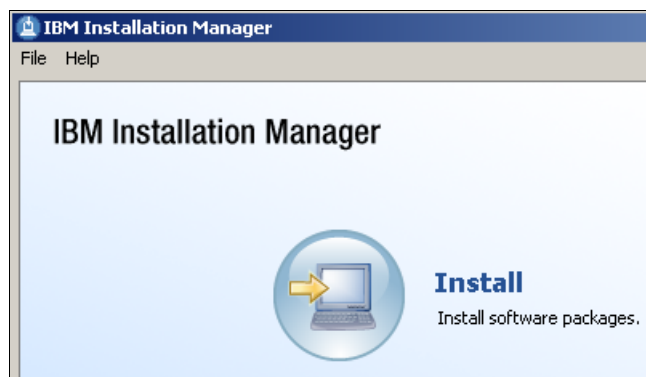 IBM Installation Manager
File Help
IBM Installation Manager
Install
Install software packages.